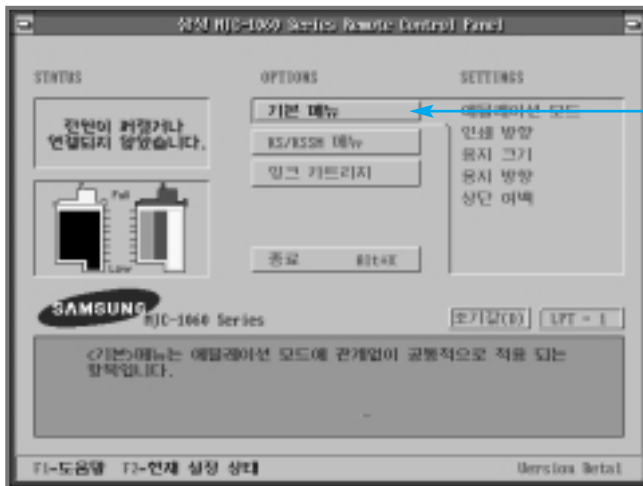 삼성 MJC-1060 Series Remote Control Panel
STATUS
OPTIONS
SETTINGS
전원이 꺼졌거나
연결되지 않았습니다.
Full
Low
기본 메뉴
KS/KSSM 메뉴
잉크 카트리지
종료 Alt+X
에뮬레이션 모드
인쇄 방향
용지 크기
용지 방향
상단 여백
SAMSUNG
MJC-1060 Series
초기값(D)
LPT - 1
<기본>메뉴는 에뮬레이션 모드에 관계없이 공통적으로 적용 되는
항목입니다.
F1-도움말 F2-현재 설정 상태
Version Beta1